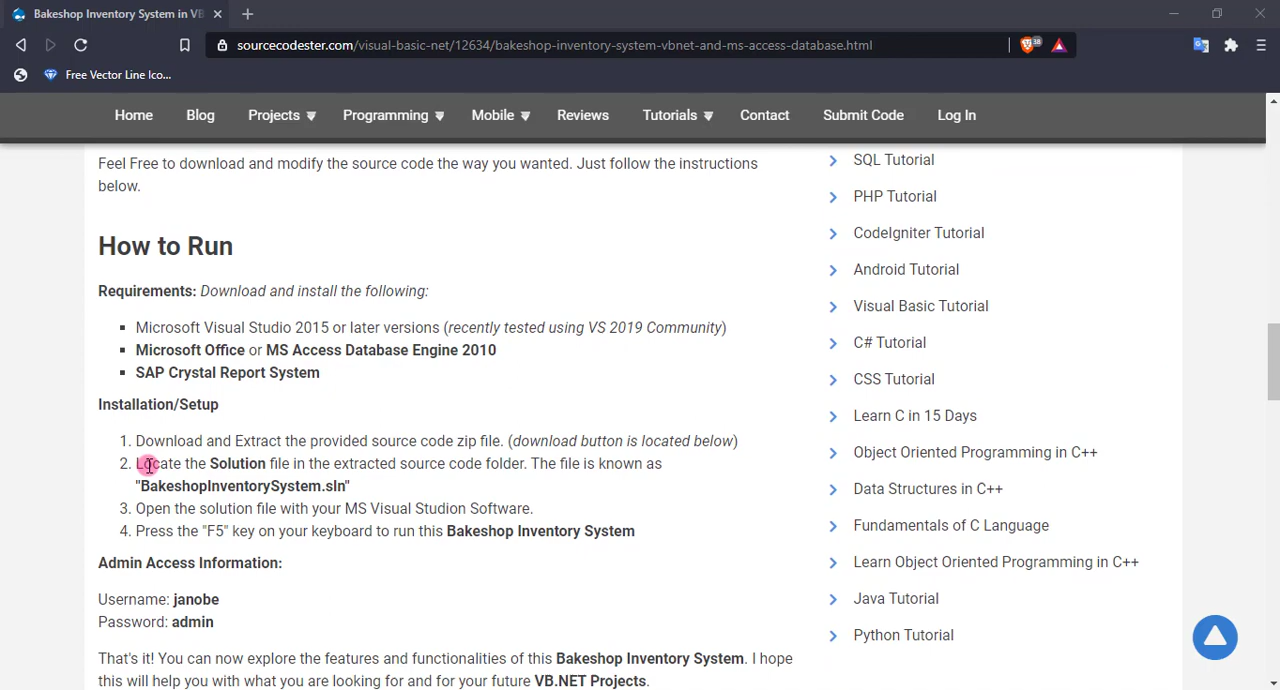 Bakeshop Inventory System in VB
sourcecodester.com/visual-basic-net/12634/bakeshop-inventory-system-vbnet-and-ms-access-database.html
38
Free Vector Line Ico...
Home Blog Projects Programming Mobile Reviews Tutorials Contact Submit Code Log In
Feel Free to download and modify the source code the way you wanted. Just follow the instructions
below.
How to Run
Requirements: Download and install the following:
Microsoft Visual Studio 2015 or later versions (recently tested using VS 2019 Community)
Microsoft Office or MS Access Database Engine 2010
SAP Crystal Report System
Installation/Setup
1. Download and Extract the provided source code zip file. (download button is located below)
2. Locate the Solution file in the extracted source code folder. The file is known as
"BakeshopInventorySystem.sln"
3. Open the solution file with your MS Visual Studion Software.
4. Press the "F5" key on your keyboard to run this Bakeshop Inventory System
Admin Access Information:
Username: janobe
Password: admin
That's it! You can now explore the features and functionalities of this Bakeshop Inventory System. I hope
this will help you with what you are looking for and for your future VB.NET Projects.
SQL Tutorial
PHP Tutorial
CodeIgniter Tutorial
Android Tutorial
Visual Basic Tutorial
C# Tutorial
CSS Tutorial
Learn C in 15 Days
Object Oriented Programming in C++
Data Structures in C++
Fundamentals of C Language
Learn Object Oriented Programming in C++
Java Tutorial
Python Tutorial